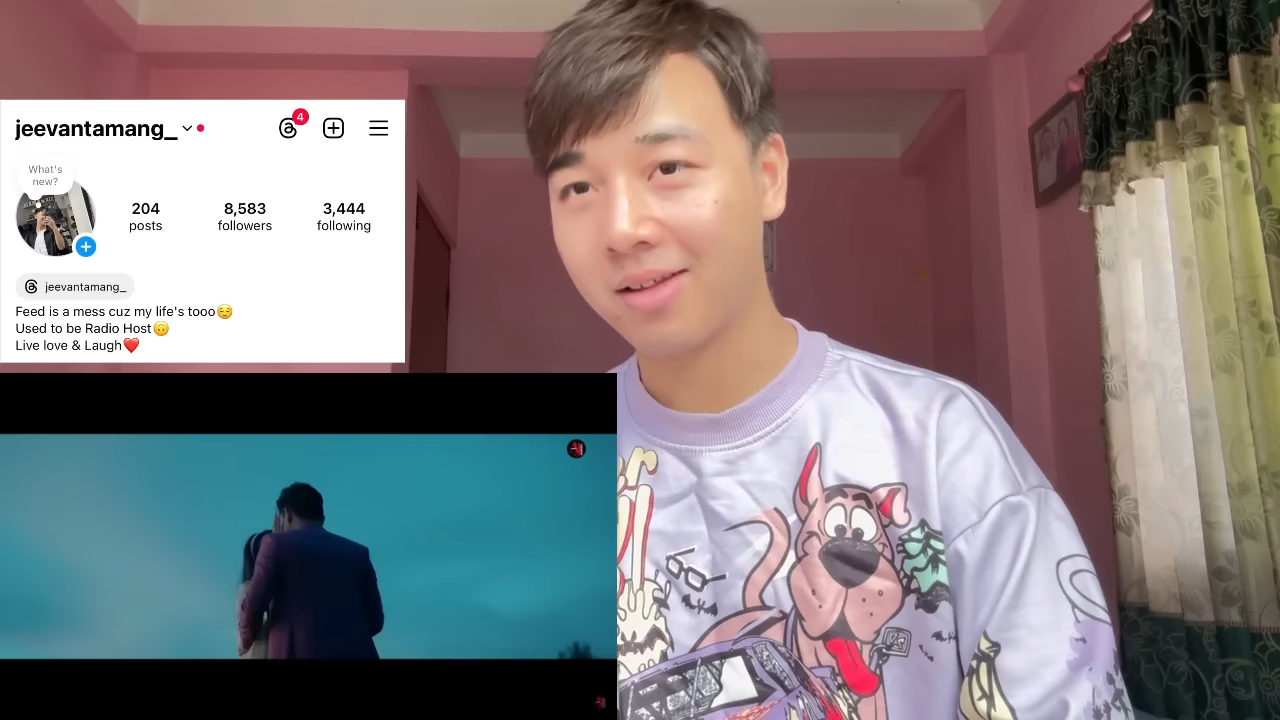 jeevantamang_
4
What's
new?
204
posts
8,583
followers
3,444
following
jeevantamang_
Feed is a mess cuz my life's tooo😌
Used to be Radio Host🙃
Live love & Laugh❤️